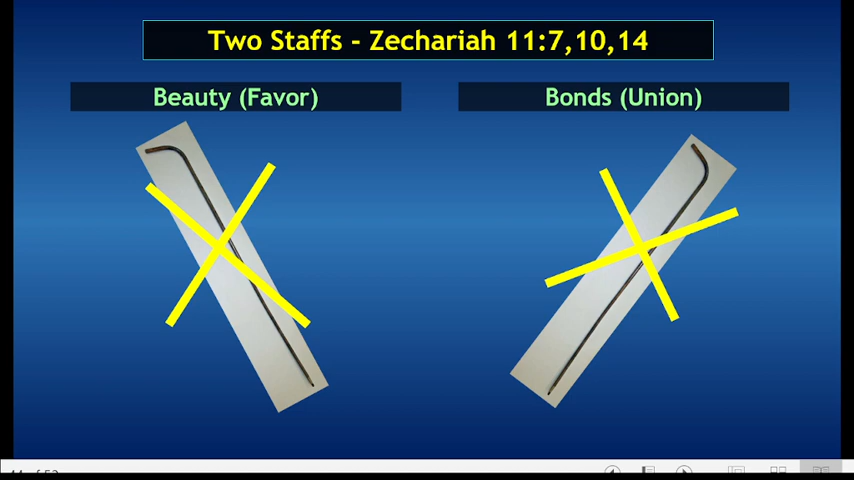 Two Staffs - Zechariah 11:7,10,14
Beauty (Favor)
Bonds (Union)